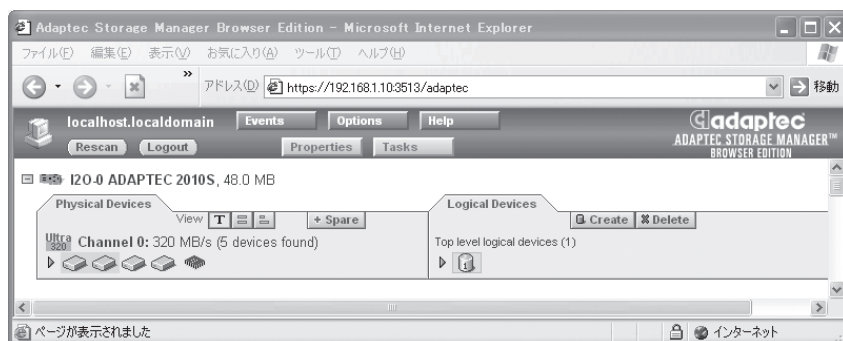 Adaptec Storage Manager Browser Edition - Microsoft Internet Explorer
ファイル(F) 編集(E) 表示(V) お気に入り(A) ツール(T) ヘルプ(H)
» アドレス(D) https://192.168.1.10:3513/adaptec 移動
localhost.localdomain Events Options Help adaptec
Rescan Logout Properties Tasks ADAPTEC STORAGE MANAGER™
BROWSER EDITION
I2O-0 ADAPTEC 2010S, 48.0 MB
Physical Devices Logical Devices
View T + Spare Create Delete
Ultra 320 Channel 0: 320 MB/s (5 devices found) Top level logical devices (1)
1
ページが表示されました インターネット